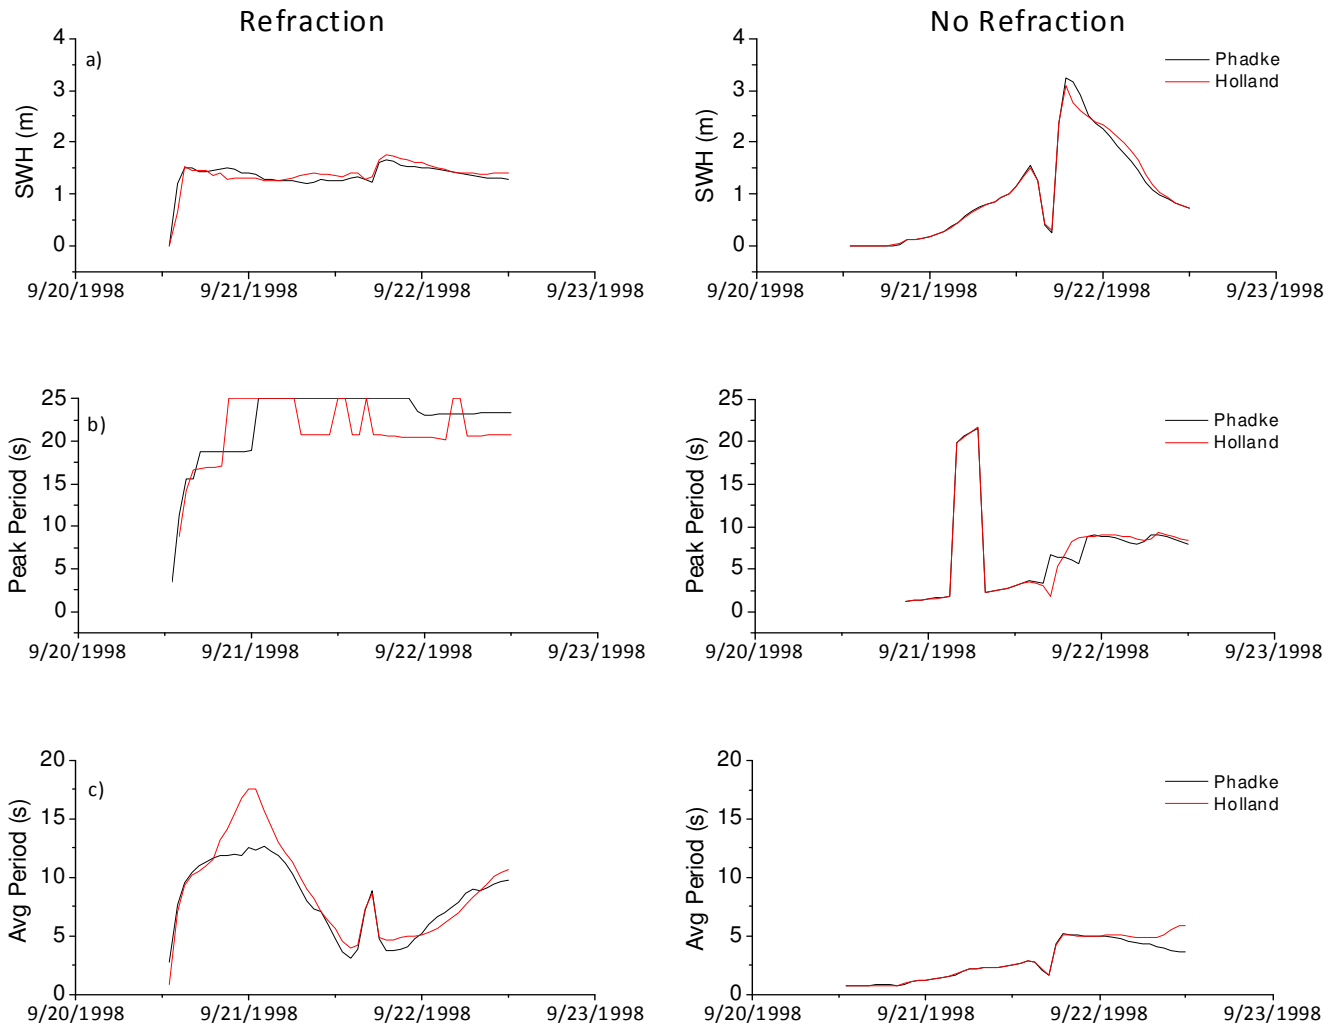 Refraction
No Refraction
a)
SWH (m)
4
3
2
1
0
9/20/1998 9/21/1998 9/22/1998 9/23/1998
SWH (m)
4
3
2
1
0
9/20/1998 9/21/1998 9/22/1998 9/23/1998
Phadke
Holland
b)
Peak Period (s)
25
20
15
10
5
0
9/20/1998 9/21/1998 9/22/1998 9/23/1998
Peak Period (s)
25
20
15
10
5
0
9/20/1998 9/21/1998 9/22/1998 9/23/1998
Phadke
Holland
c)
Avg Period (s)
20
15
10
5
0
9/20/1998 9/21/1998 9/22/1998 9/23/1998
Avg Period (s)
20
15
10
5
0
9/20/1998 9/21/1998 9/22/1998 9/23/1998
Phadke
Holland